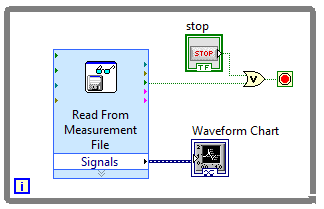 stop
STOP
TF
V
Read From
Measurement
File
Signals
Waveform Chart
i